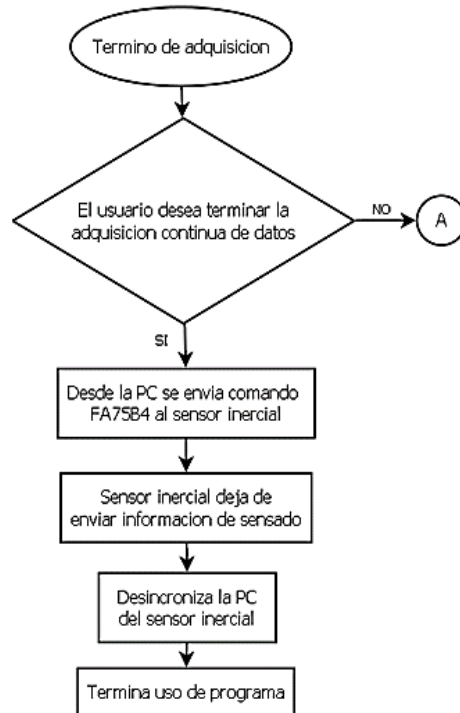 Termino de adquisicion
El usuario desea terminar la
adquisicion continua de datos
NO
A
SI
Desde la PC se envia comando
FA75B4 al sensor inercial
Sensor inercial deja de
enviar informacion de sensado
Desincroniza la PC
del sensor inercial
Termina uso de programa